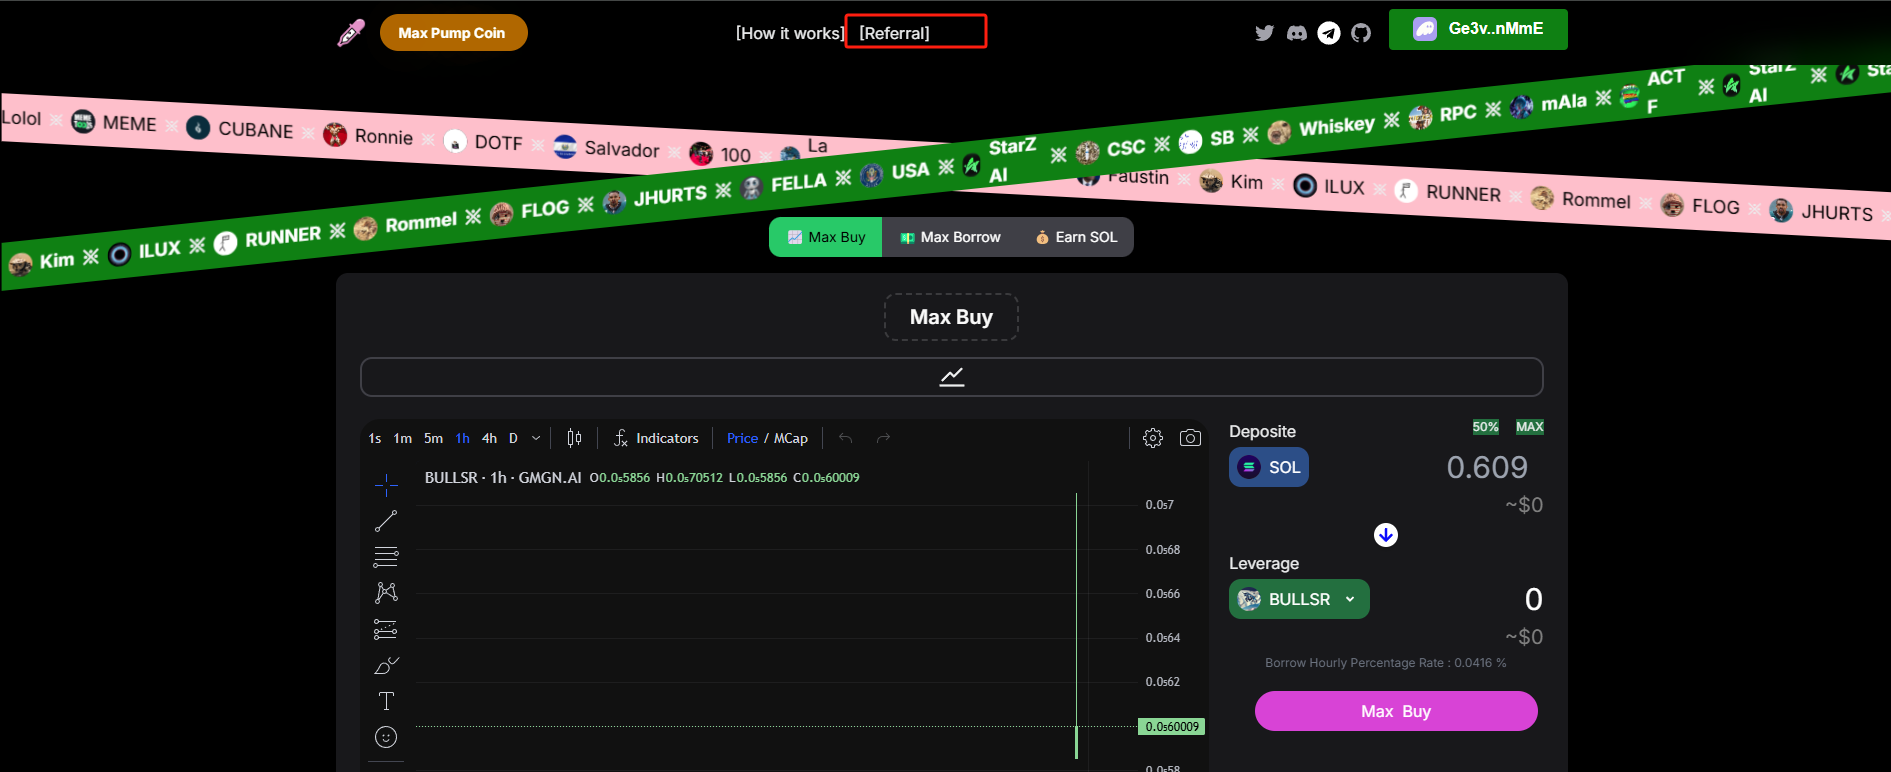 Max Pump Coin
[How it works]
[Referral]
Ge3v..nMmE
Lolol ※ MEME ※ CUBANE ※ Ronnie ※ DOTF ※ Salvador ※ 100 ※ La
Faustin ※ Kim ※ ILUX ※ RUNNER ※ Rommel ※ FLOG ※ JHURTS ※
Kim ※ ILUX ※ RUNNER ※ Rommel ※ FLOG ※ JHURTS ※ FELLA ※ USA ※ StarZ AI ※ CSC ※ SB ※ Whiskey ※ RPC ※ mAIa ※ ACT F ※ StarZ AI ※ Sta
Max Buy
Max Borrow
Earn SOL
Max Buy
1s 1m 5m 1h 4h D
Indicators
Price / MCap
BULLSR · 1h · GMGN.AI O0.0₅5856 H0.0₅70512 L0.0₅5856 C0.0₅60009
0.0₅7
0.0₅68
0.0₅66
0.0₅64
0.0₅62
0.0₅60009
0.0₅58
Deposite
50% MAX
SOL
0.609
~$0
Leverage
BULLSR
0
~$0
Borrow Hourly Percentage Rate : 0.0416 %
Max Buy